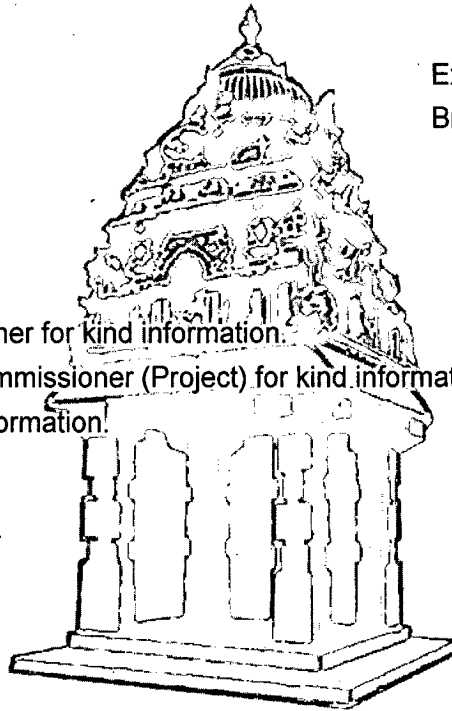 Ex
Br
ner for kind information.
mmissioner (Project) for kind informat
ormation.